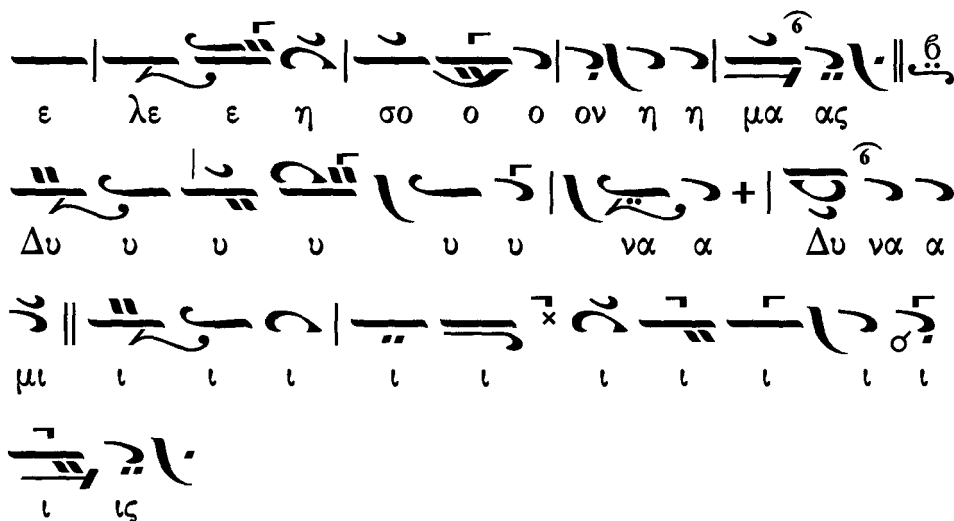 ε λε ε η σο ο ο ον η η μα ας
Δυ υ υ υ υ υ να α Δυ να α
μι ι ι ι ι ι ι ι ι ι ι
ι ις